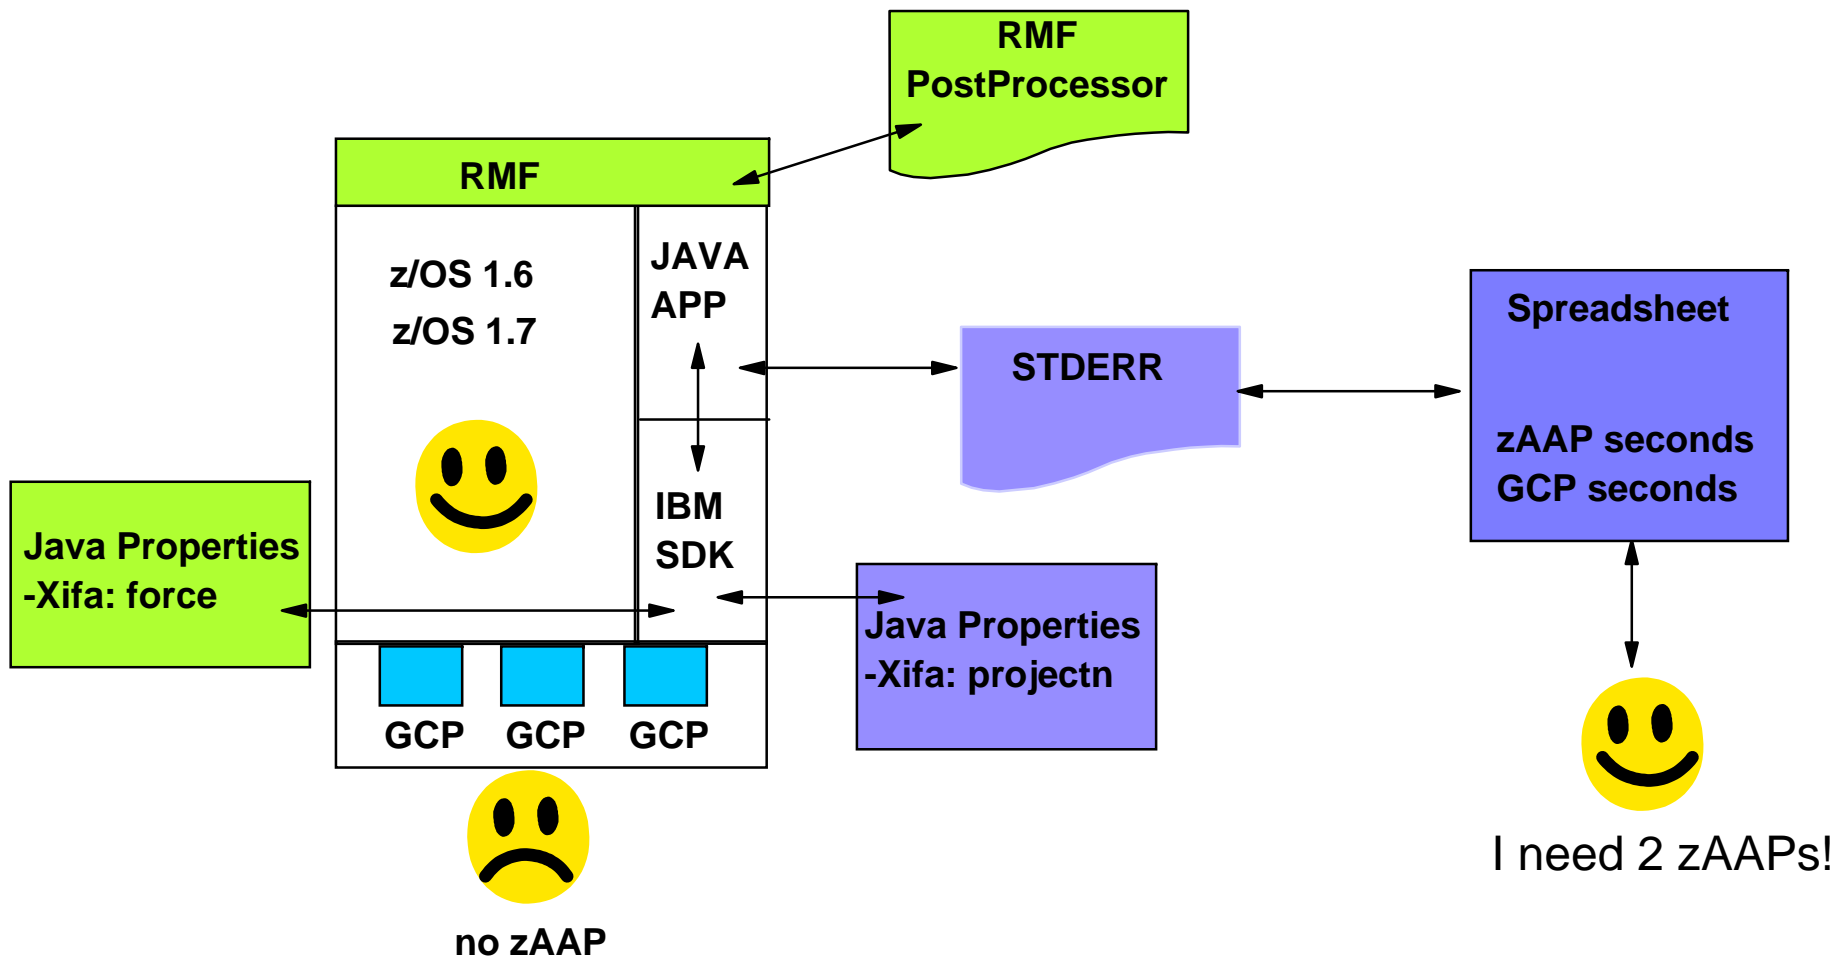 RMF
PostProcessor
RMF
z/OS 1.6
z/OS 1.7
JAVA
APP
IBM
SDK
STDERR
Spreadsheet
zAAP seconds
GCP seconds
Java Properties
-Xifa: force
Java Properties
-Xifa: projectn
GCP GCP GCP
no zAAP
I need 2 zAAPs!